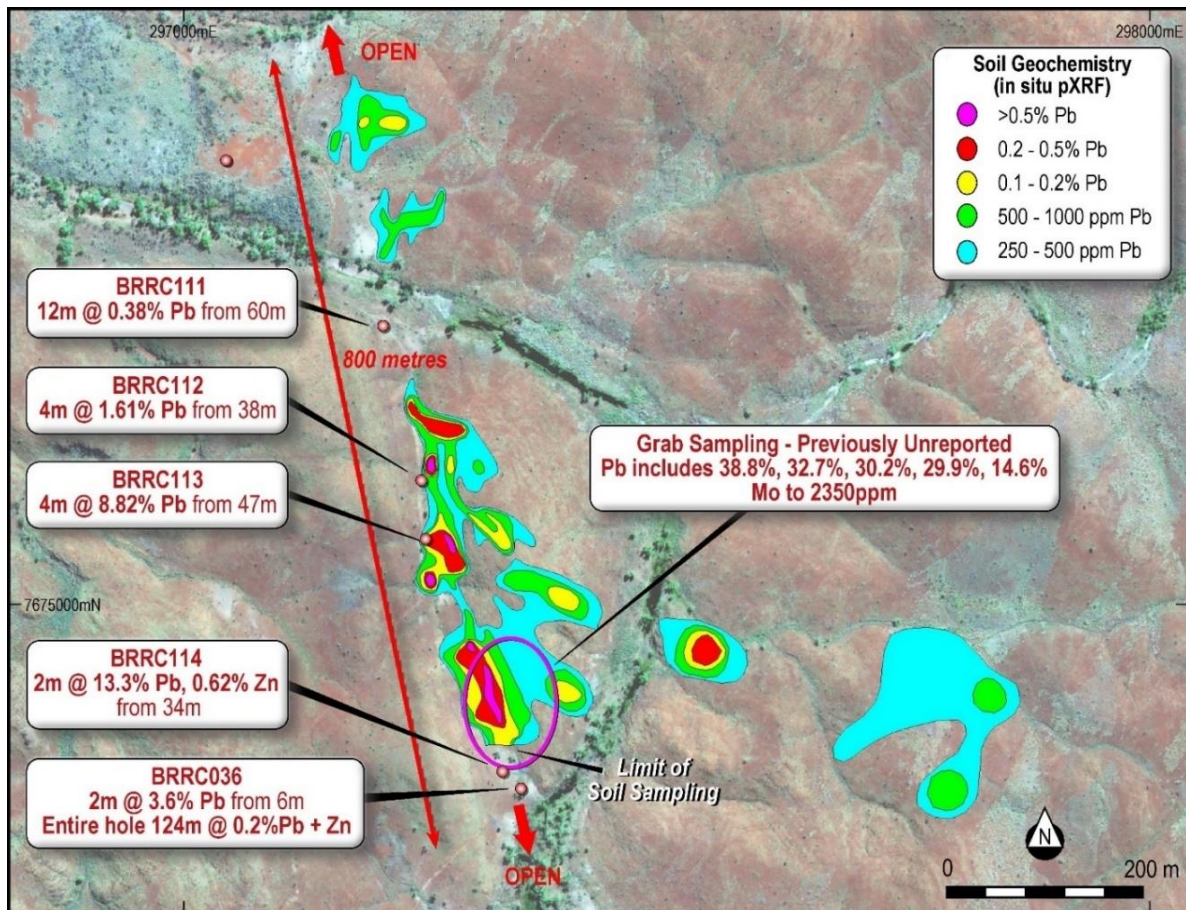 297000mE
298000mE
OPEN
Soil Geochemistry
(in situ pXRF)
>0.5% Pb
0.2 - 0.5% Pb
0.1 - 0.2% Pb
500 - 1000 ppm Pb
250 - 500 ppm Pb
BRRC111
12m @ 0.38% Pb from 60m
800 metres
BRRC112
4m @ 1.61% Pb from 38m
Grab Sampling - Previously Unreported
Pb includes 38.8%, 32.7%, 30.2%, 29.9%, 14.6%
Mo to 2350ppm
BRRC113
4m @ 8.82% Pb from 47m
7675000mN
BRRC114
2m @ 13.3% Pb, 0.62% Zn
from 34m
Limit of
Soil Sampling
BRRC036
2m @ 3.6% Pb from 6m
Entire hole 124m @ 0.2%Pb + Zn
OPEN
N
0
200 m